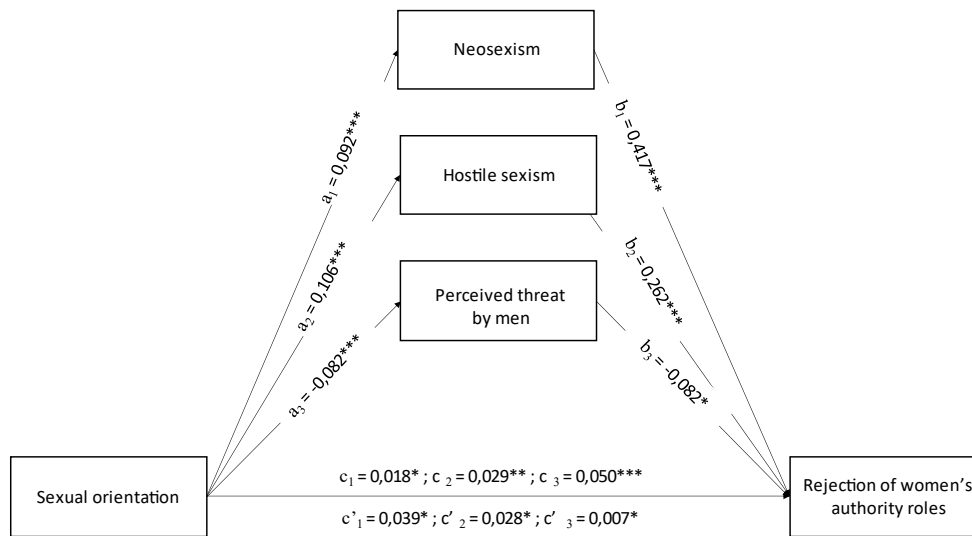 Neosexism
Hostile sexism
Perceived threat
by men
a₁ = 0,092***
a₂ = 0,106***
a₃ = -0,082***
b₁ = 0,417***
b₂ = 0,262***
b₃ = -0,082*
Sexual orientation
c₁ = 0,018* ; c ₂ = 0,029** ; c ₃ = 0,050***
c'₁ = 0,039* ; c' ₂ = 0,028* ; c' ₃ = 0,007*
Rejection of women’s
authority roles